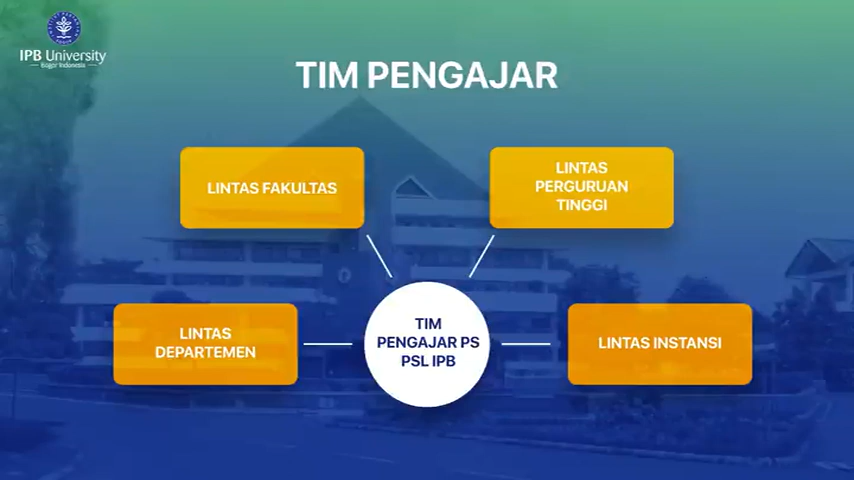 IPB University
Bogor Indonesia
TIM PENGAJAR
LINTAS FAKULTAS
LINTAS
PERGURUAN
TINGGI
LINTAS
DEPARTEMEN
TIM
PENGAJAR PS
PSL IPB
LINTAS INSTANSI